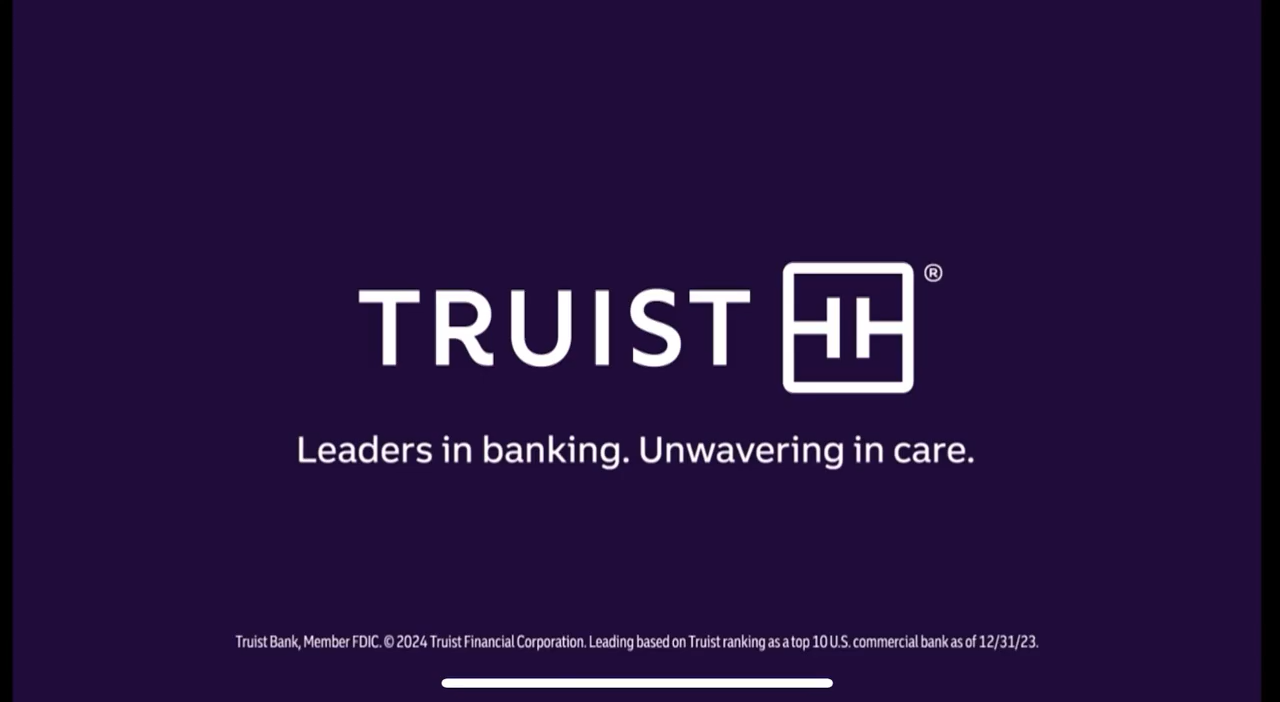 TRUIST ®
Leaders in banking. Unwavering in care.
Truist Bank, Member FDIC. © 2024 Truist Financial Corporation. Leading based on Truist ranking as a top 10 U.S. commercial bank as of 12/31/23.